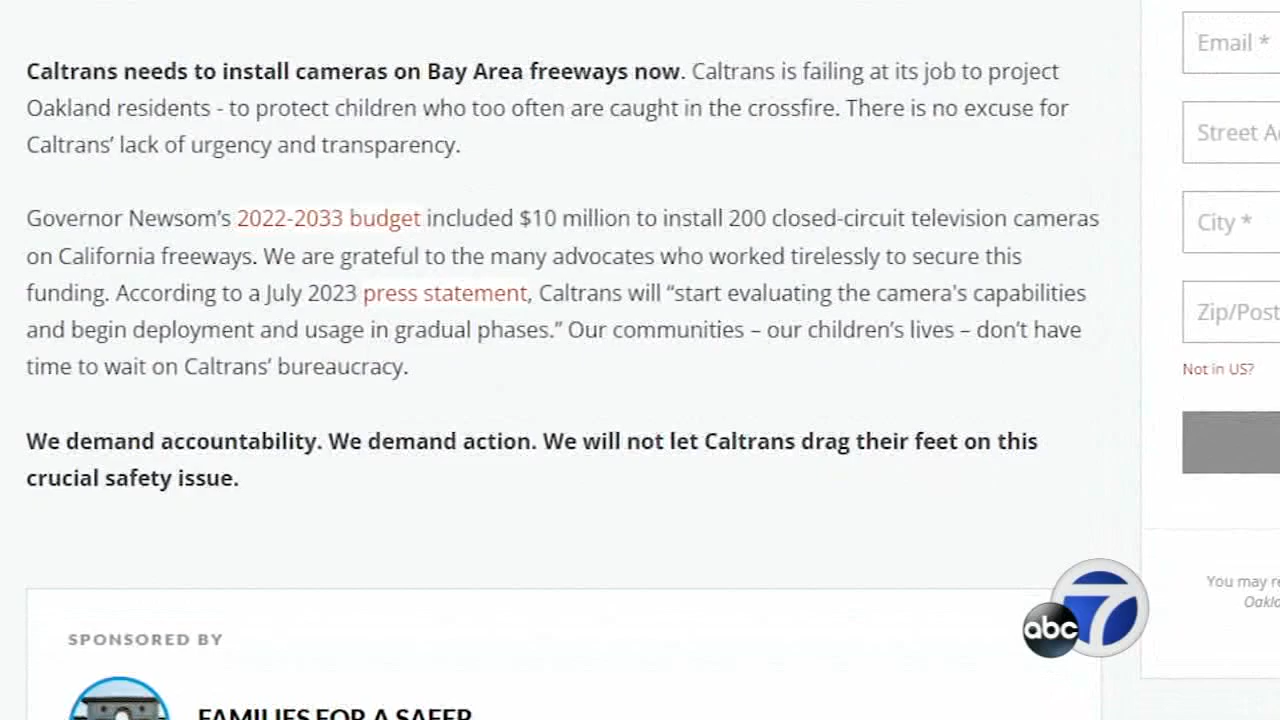 Caltrans needs to install cameras on Bay Area freeways now. Caltrans is failing at its job to project
Oakland residents - to protect children who too often are caught in the crossfire. There is no excuse for
Caltrans’ lack of urgency and transparency.
Governor Newsom’s 2022-2033 budget included $10 million to install 200 closed-circuit television cameras
on California freeways. We are grateful to the many advocates who worked tirelessly to secure this
funding. According to a July 2023 press statement, Caltrans will “start evaluating the camera's capabilities
and begin deployment and usage in gradual phases.” Our communities – our children’s lives – don’t have
time to wait on Caltrans’ bureaucracy.
We demand accountability. We demand action. We will not let Caltrans drag their feet on this
crucial safety issue.
SPONSORED BY
FAMILIES FOR A SAFER
Email *
Street
City *
Zip/Post
Not in US?
You may
abc 7